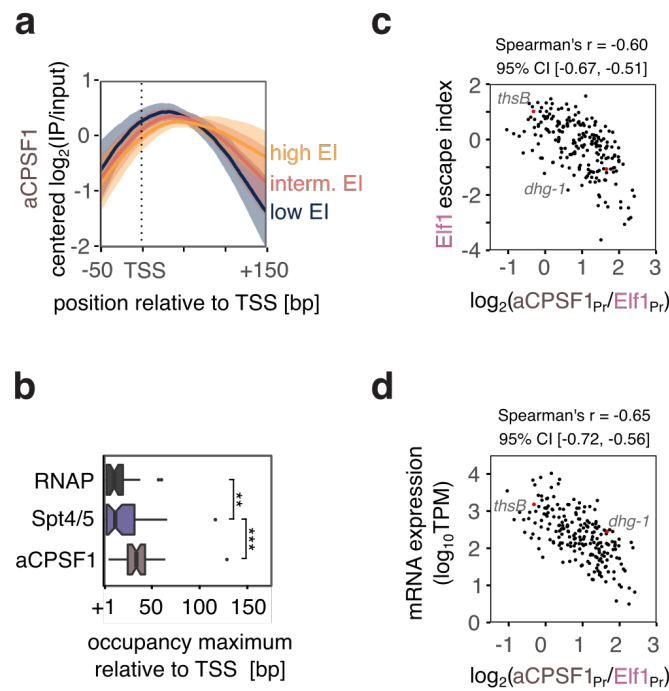 a
aCPSF1
centered log2(IP/input)
1
0
-1
-2
high EI
interm. EI
low EI
-50 TSS +150
position relative to TSS [bp]
b
RNAP
Spt4/5
aCPSF1
**
***
+1 50 100 150
occupancy maximum
relative to TSS [bp]
c
Spearman's r = -0.60
95% CI [-0.67, -0.51]
Elf1 escape index
2
0
-2
-4
thsB
dhg-1
-1 0 1 2 3
log2(aCPSF1Pr/Elf1Pr)
d
Spearman's r = -0.65
95% CI [-0.72, -0.56]
mRNA expression
(log10TPM)
4
3
2
1
0
thsB
dhg-1
-1 0 1 2 3
log2(aCPSF1Pr/Elf1Pr)